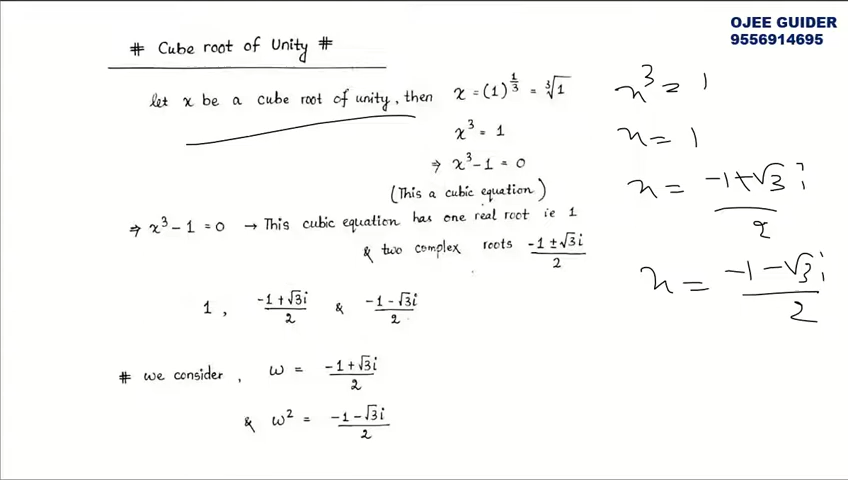 OJEE GUIDER
9556914695
# Cube root of Unity #
let x be a cube root of unity, then x = (1)^(1/3) = ∛1
x³ = 1
⇒ x³-1 = 0
(This a cubic equation)
⇒ x³-1 = 0 → This cubic equation has one real root ie 1
& two complex roots (-1 ± √3i)/2
1, (-1+√3i)/2 & (-1-√3i)/2
# we consider, ω = (-1+√3i)/2
& ω² = (-1-√3i)/2
x³ = 1
x = 1
x = (-1+√3 i)/2
x = (-1-√3i)/2